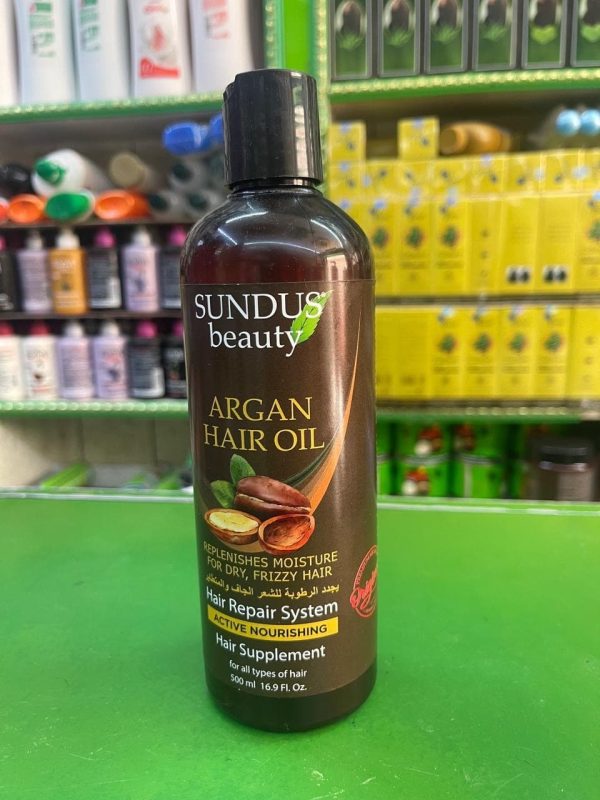 SUNDUS
beauty
ARGAN
HAIR OIL
REPLENISHES MOISTURE
FOR DRY, FRIZZY HAIR
يجدد الرطوبة للشعر الجاف والمتطاير
Hair Repair System
ACTIVE NOURISHING
Hair Supplement
for all types of hair
500 ml 16.9 Fl. Oz.